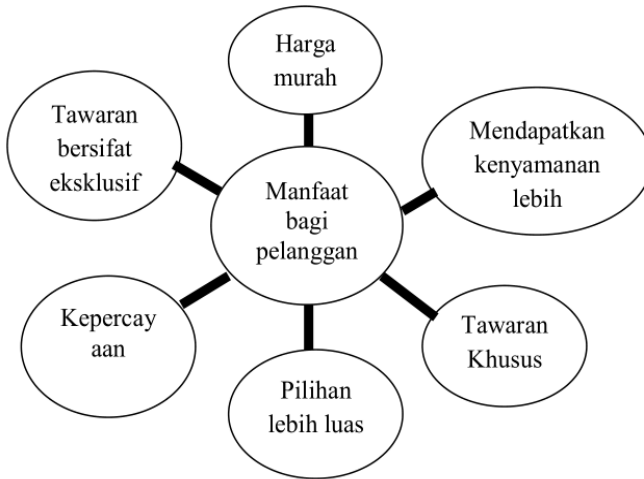 Harga
murah
Tawaran
bersifat
eksklusif
Mendapatkan
kenyamanan
lebih
Manfaat
bagi
pelanggan
Kepercay
aan
Tawaran
Khusus
Pilihan
lebih luas